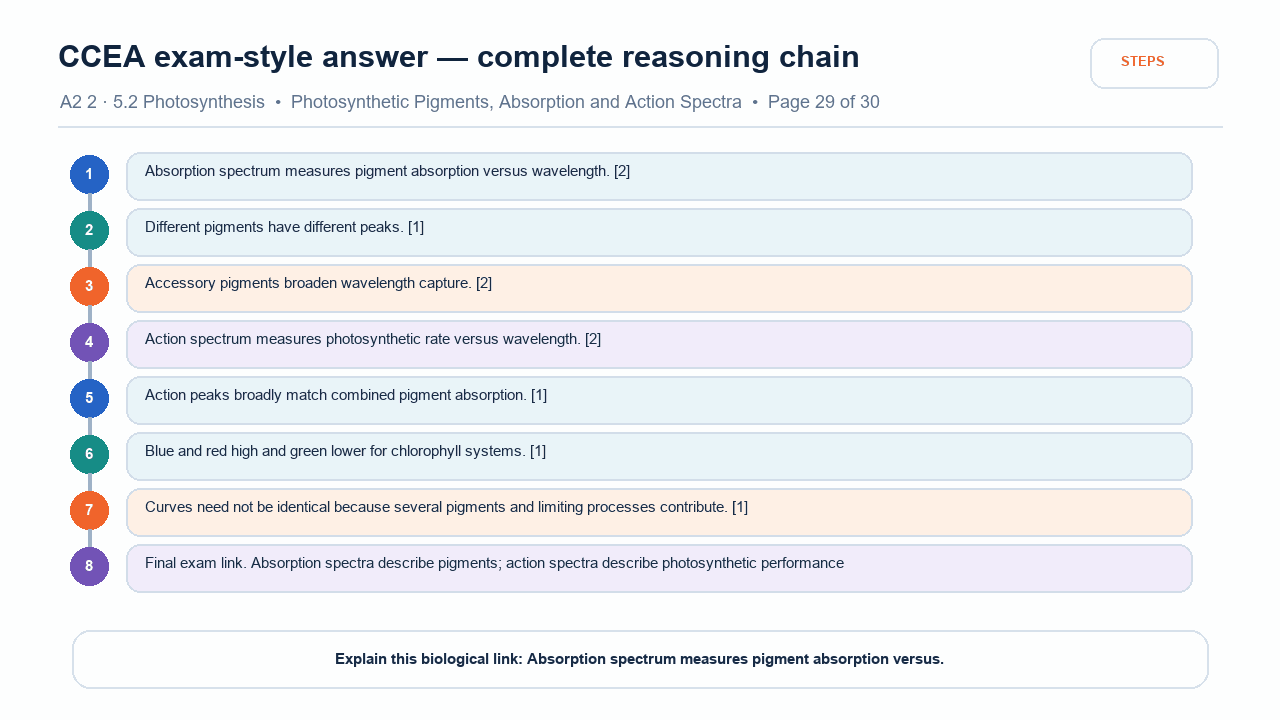 CCEA exam-style answer — complete reasoning chain
STEPS
A2 2 · 5.2 Photosynthesis • Photosynthetic Pigments, Absorption and Action Spectra • Page 29 of 30
1 Absorption spectrum measures pigment absorption versus wavelength. [2]
2 Different pigments have different peaks. [1]
3 Accessory pigments broaden wavelength capture. [2]
4 Action spectrum measures photosynthetic rate versus wavelength. [2]
5 Action peaks broadly match combined pigment absorption. [1]
6 Blue and red high and green lower for chlorophyll systems. [1]
7 Curves need not be identical because several pigments and limiting processes contribute. [1]
8 Final exam link. Absorption spectra describe pigments; action spectra describe photosynthetic performance
Explain this biological link: Absorption spectrum measures pigment absorption versus.